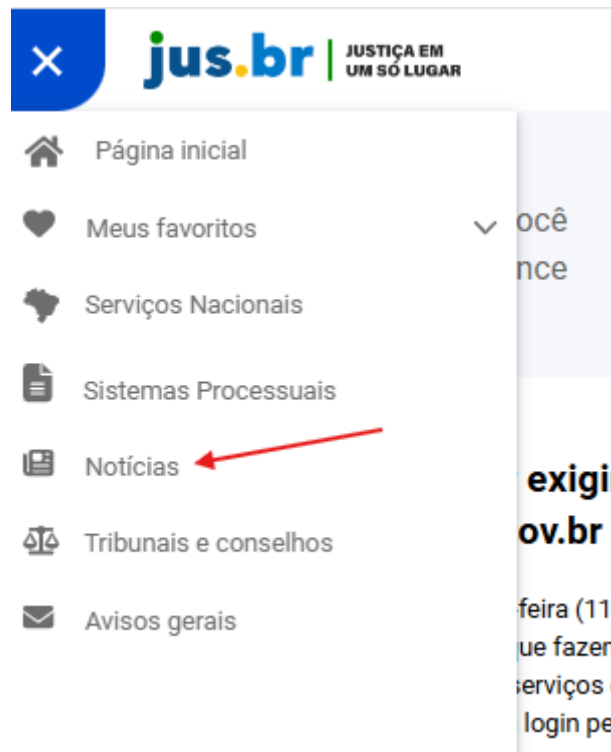 jus.br
JUSTIÇA EM
UM SÓ LUGAR
Página inicial
Meus favoritos
ocê
nce
Serviços Nacionais
Sistemas Processuais
Notícias
exigi
ov.br
Tribunais e conselhos
feira (11
Avisos gerais
ue fazer
serviços
login pe